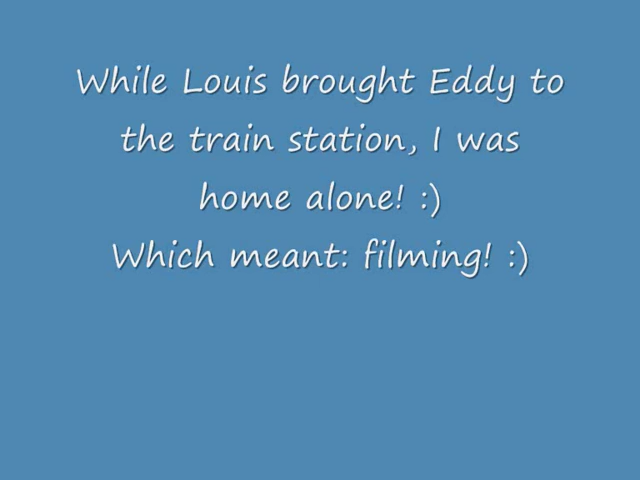 While Louis brought Eddy to
the train station, I was
home alone! :)
Which meant: filming! :)